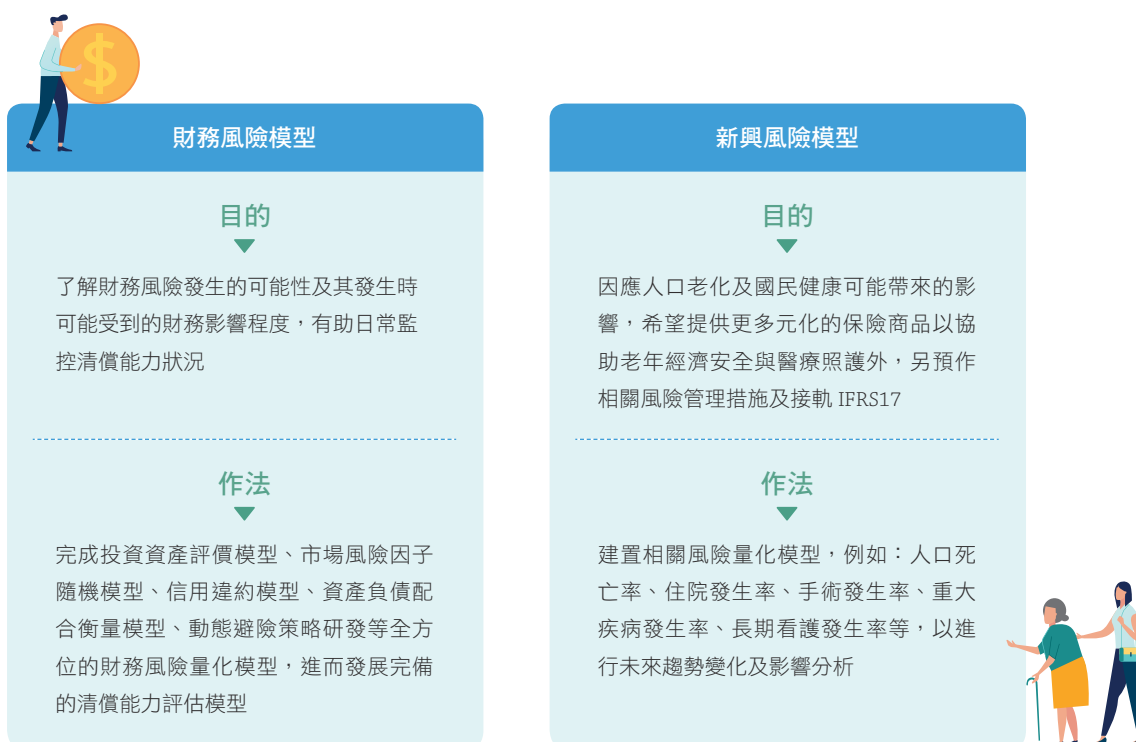 財務風險模型
目的
了解財務風險發生的可能性及其發生時
可能受到的財務影響程度，有助日常監
控清償能力狀況
作法
完成投資資產評價模型、市場風險因子
隨機模型、信用違約模型、資產負債配
合衡量模型、動態避險策略研發等全方
位的財務風險量化模型，進而發展完備
的清償能力評估模型
新興風險模型
目的
因應人口老化及國民健康可能帶來的影
響，希望提供更多元化的保險商品以協
助老年經濟安全與醫療照護外，另預作
相關風險管理措施及接軌 IFRS17
作法
建置相關風險量化模型，例如：人口死
亡率、住院發生率、手術發生率、重大
疾病發生率、長期看護發生率等，以進
行未來趨勢變化及影響分析